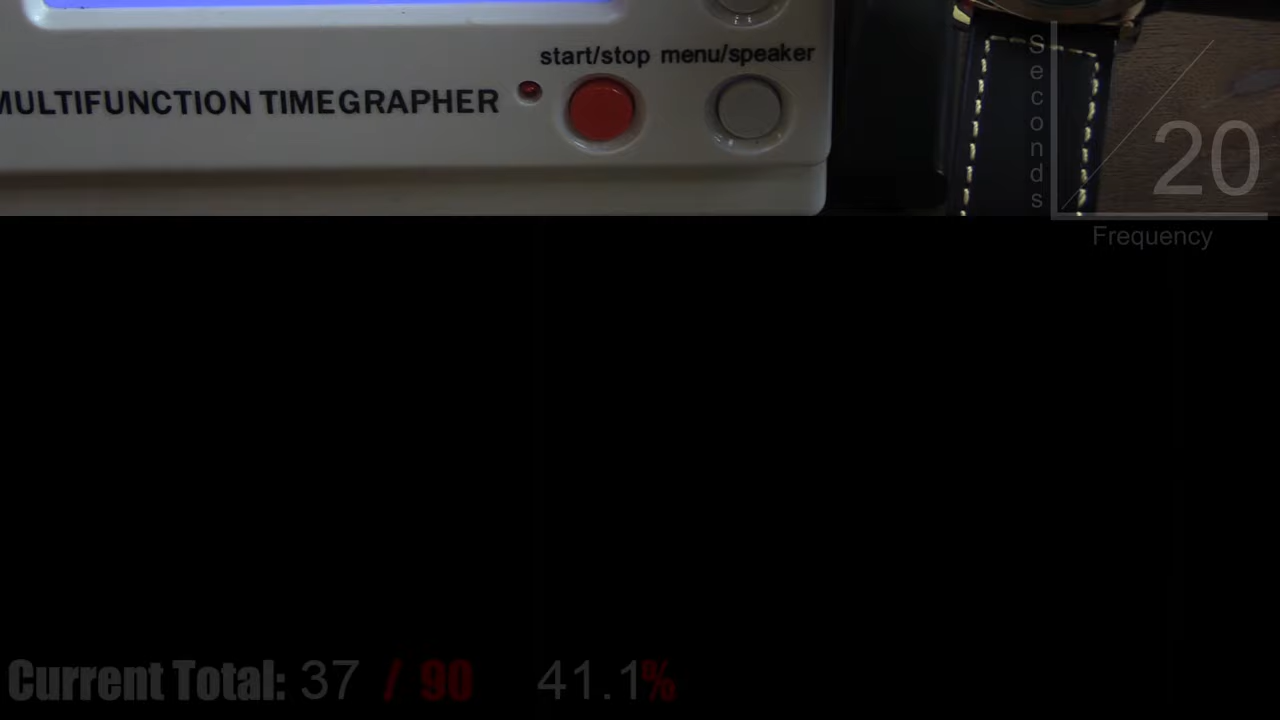 start/stop menu/speaker
MULTIFUNCTION TIMEGRAPHER
Seconds
20
Frequency
Current Total: 37 / 90 41.1%